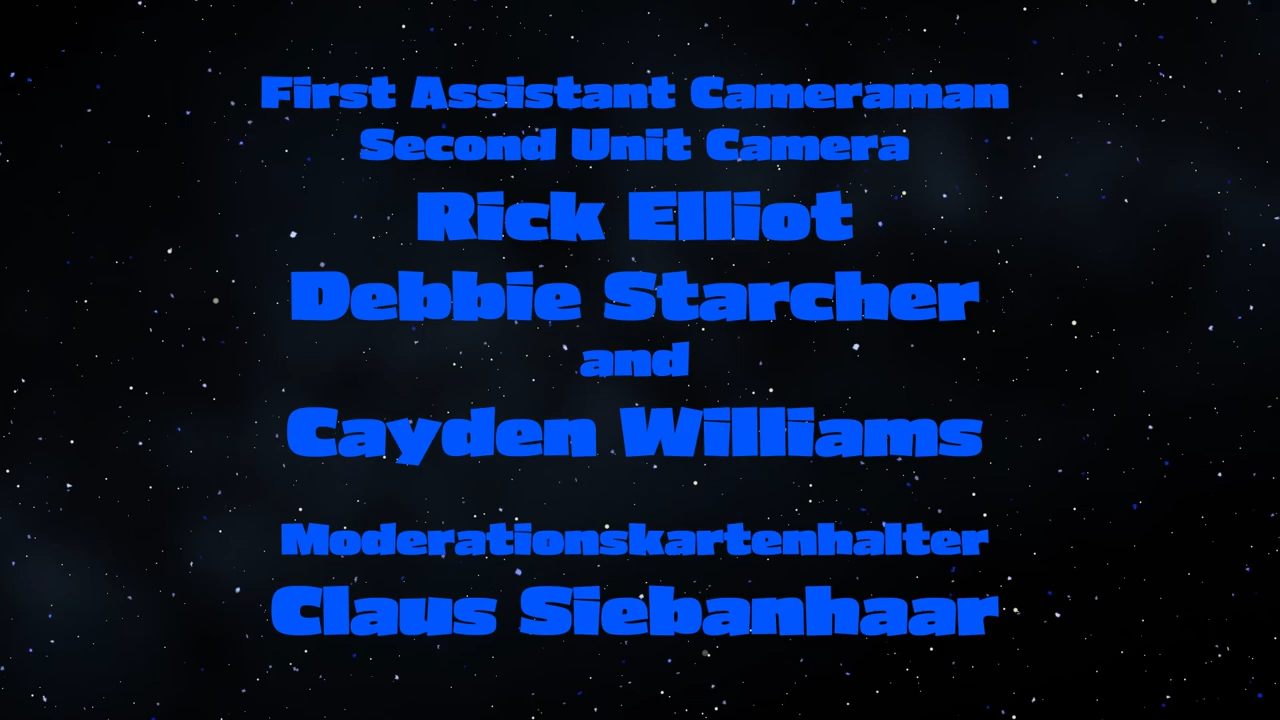 First Assistant Cameraman
Second Unit Camera
Rick Elliot
Debbie Starcher
and
Cayden Williams
Moderationskartenhalter
Claus Siebanhaar